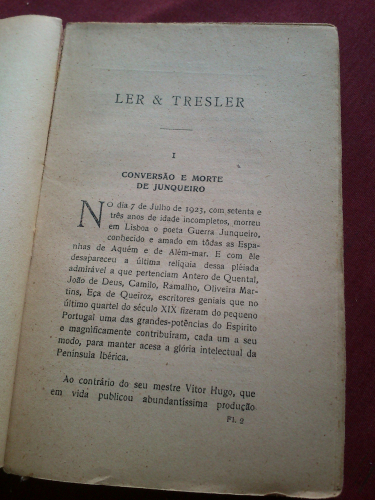 LER & TRESLER
I
CONVERSÃO E MORTE
DE JUNQUEIRO
NO dia 7 de Julho de 1923, com setenta e
três anos de idade incompletos, morreu
em Lisboa o poeta Guerra Junqueiro,
conhecido e amado em tôdas as Espa-
nhas de Aquém e de Além-mar. E com êle
desapareceu a última relíquia dessa plêiada
admirável a que pertenciam Antero de Quental,
João de Deus, Camilo, Ramalho, Oliveira Mar-
tins, Eça de Queiroz, escritores geniais que no
último quartel do século XIX fizeram do pequeno
Portugal uma das grandes-potências do Espírito
e magnificamente contribuíram, cada um a seu
modo, para manter acesa a glória intelectual da
Península Ibérica.
Ao contrário do seu mestre Vítor Hugo, que
em vida publicou abundantíssima produção
Fl. 2